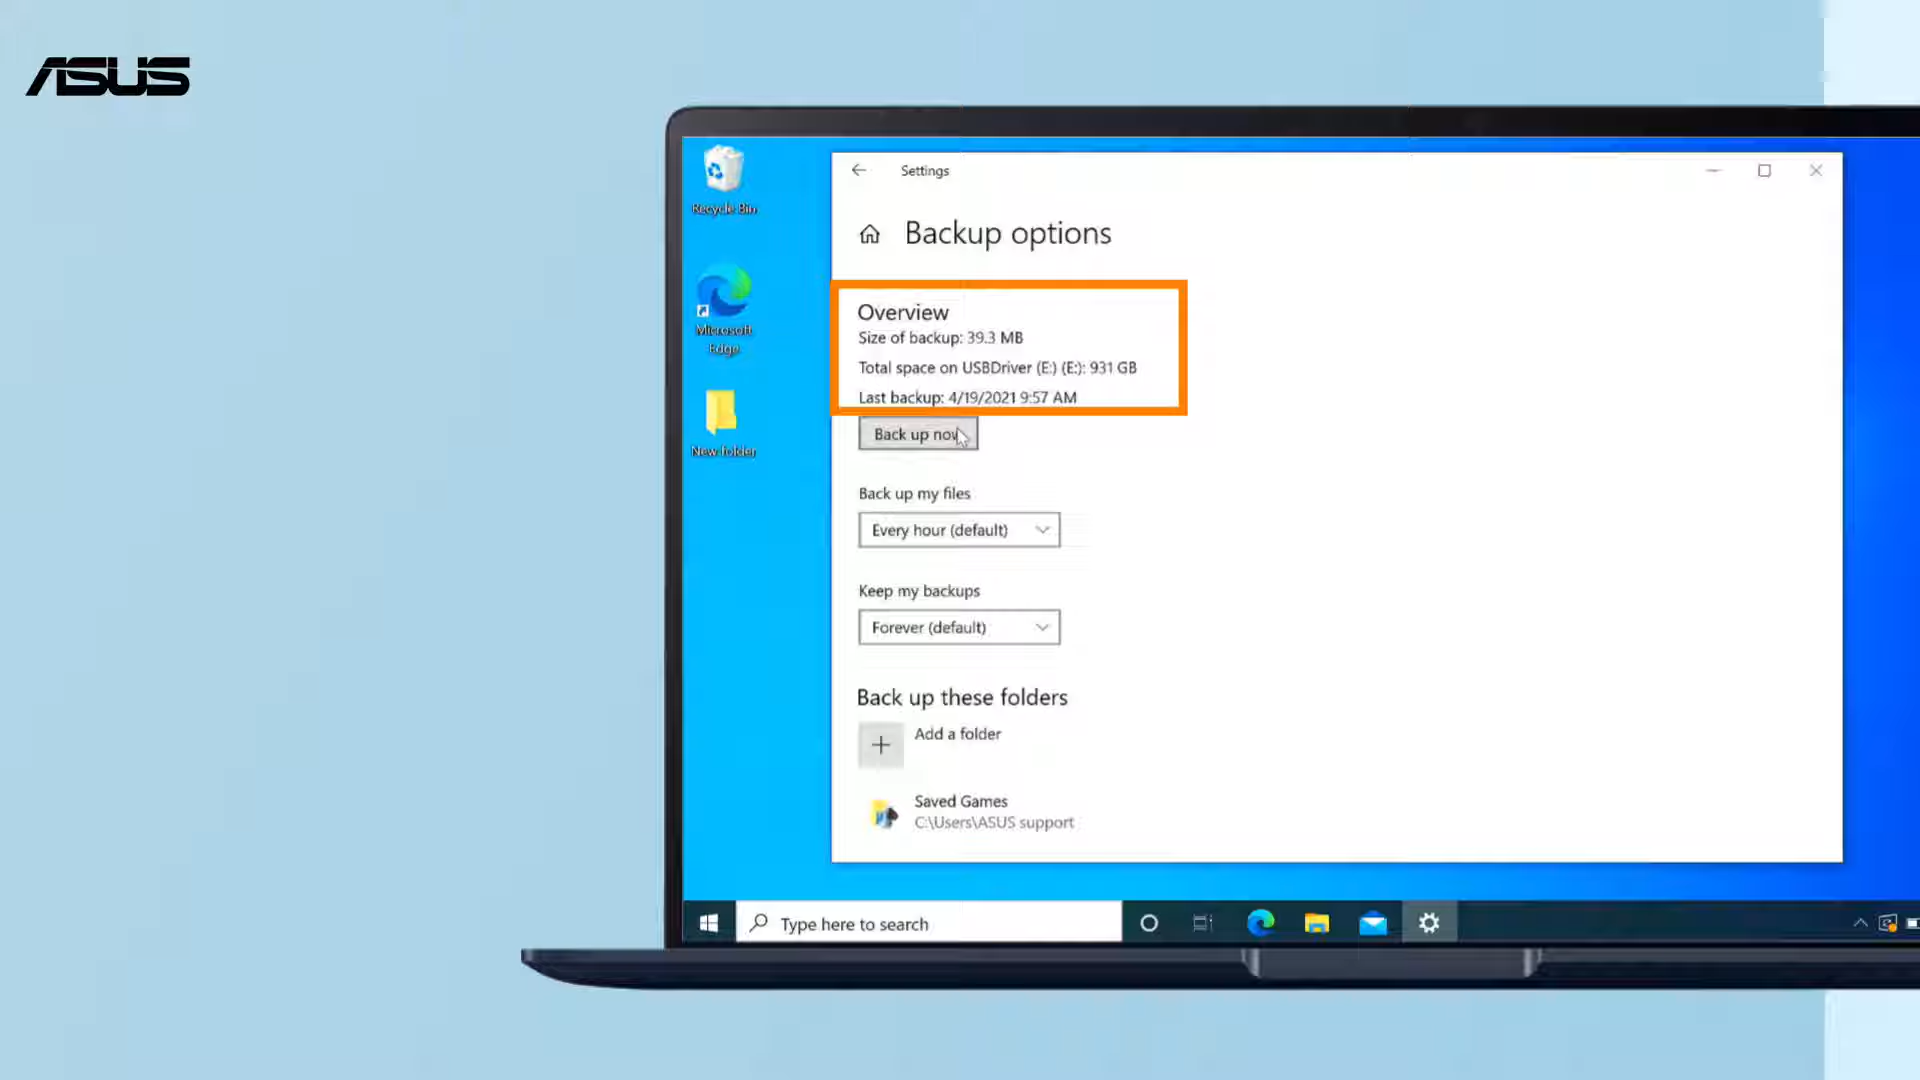 ASUS
Recycle Bin
Microsoft
Edge
New folder
Settings
Backup options
Overview
Size of backup: 39.3 MB
Total space on USBDriver (E:) (E:): 931 GB
Last backup: 4/19/2021 9:57 AM
Back up now
Back up my files
Every hour (default)
Keep my backups
Forever (default)
Back up these folders
Add a folder
Saved Games
C:\Users\ASUS support
Type here to search